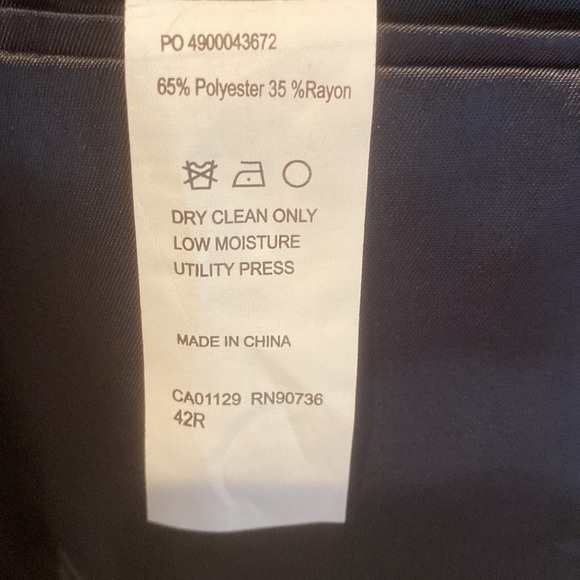 PO 4900043672
65% Polyester 35 %Rayon
DRY CLEAN ONLY
LOW MOISTURE
UTILITY PRESS
MADE IN CHINA
CA01129 RN90736
42R